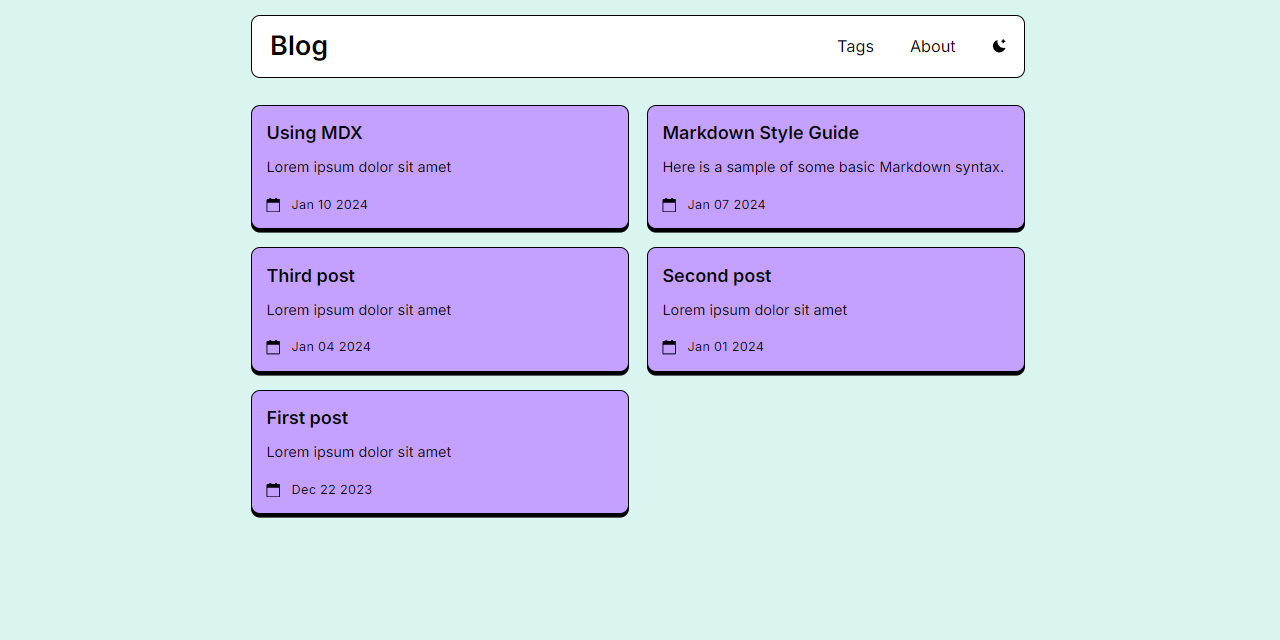 Blog
Tags
About
Using MDX
Lorem ipsum dolor sit amet
Jan 10 2024
Markdown Style Guide
Here is a sample of some basic Markdown syntax.
Jan 07 2024
Third post
Lorem ipsum dolor sit amet
Jan 04 2024
Second post
Lorem ipsum dolor sit amet
Jan 01 2024
First post
Lorem ipsum dolor sit amet
Dec 22 2023